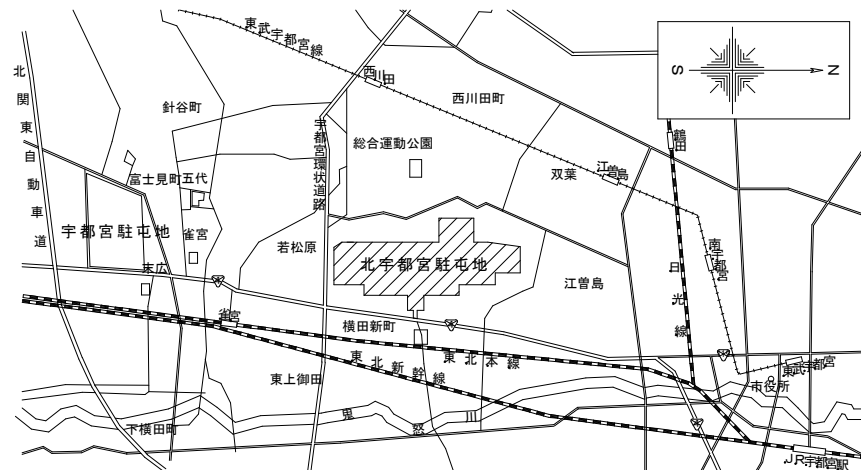 東武宇都宮線
西川田
北関東自動車道
針谷町
西川田町
S
N
宇都宮環状道路
総合運動公園
鶴田
富士見町
五代
双葉
江曽島
宇都宮駐屯地
雀宮
若松原
北宇都宮駐屯地
南宇都宮
末広
日光線
江曽島
雀宮
横田新町
東北本線
東北新幹線
東武宇都宮
東上御田
市役所
鬼怒
下横田町
JR宇都宮駅